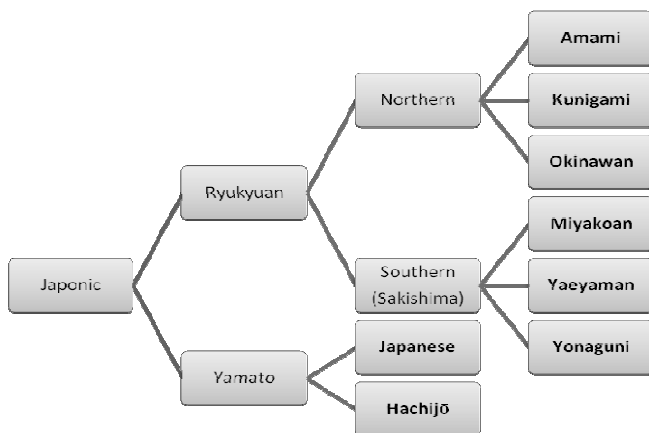 Amami
Northern
Kunigami
Okinawan
Ryukyuan
Miyakoan
Japonic
Southern
(Sakishima)
Yaeyaman
Japanese
Yonaguni
Yamato
Hachijō